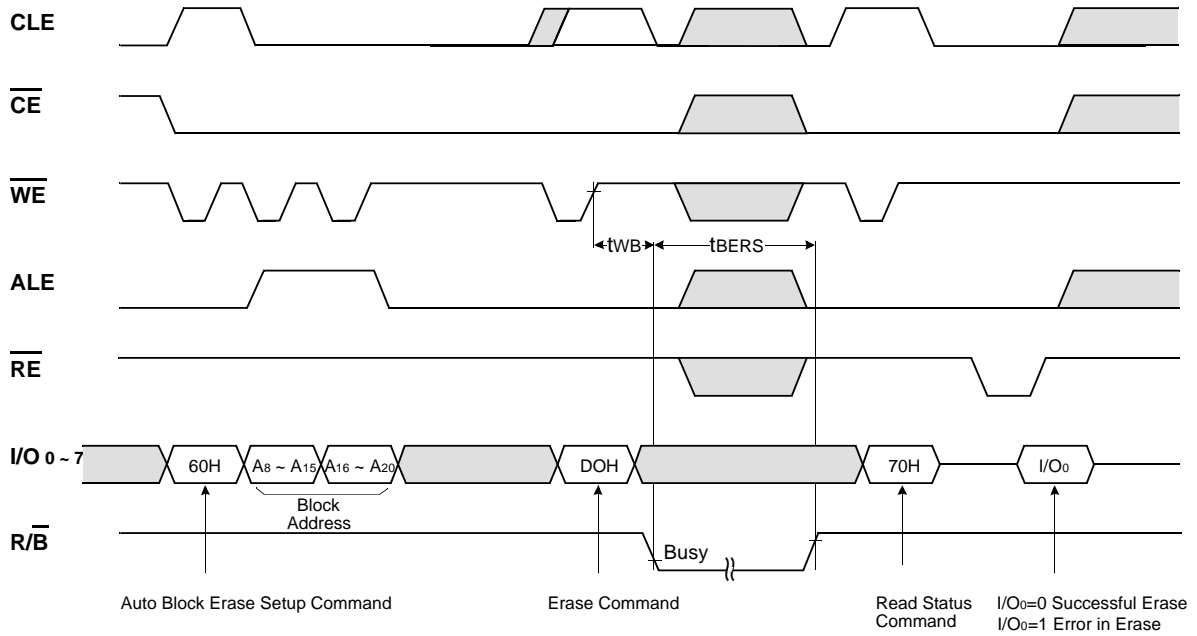 CLE
CE
WE
tWB
tBERS
ALE
RE
I/O 0 ~ 7
60H
A8 ~ A15
A16 ~ A20
DOH
70H
I/O0
Block
Address
R/B
Busy
Auto Block Erase Setup Command
Erase Command
Read Status
Command
I/O0=0 Successful Erase
I/O0=1 Error in Erase